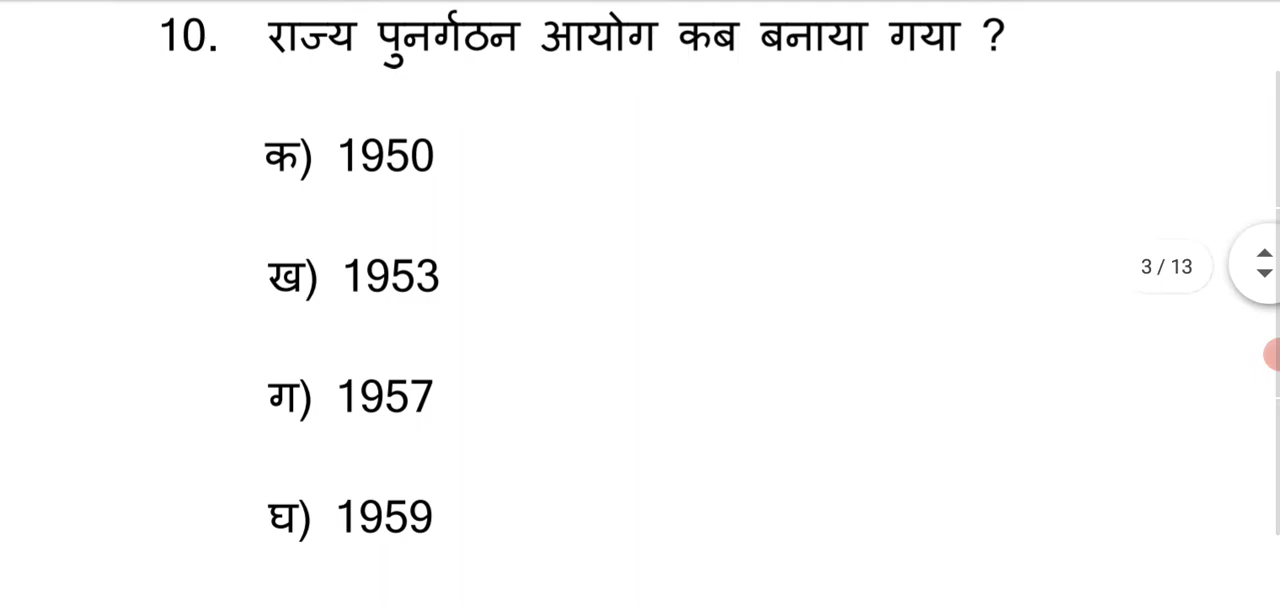 10. राज्य पुनर्गठन आयोग कब बनाया गया ?
क) 1950
ख) 1953
3 / 13
ग) 1957
घ) 1959